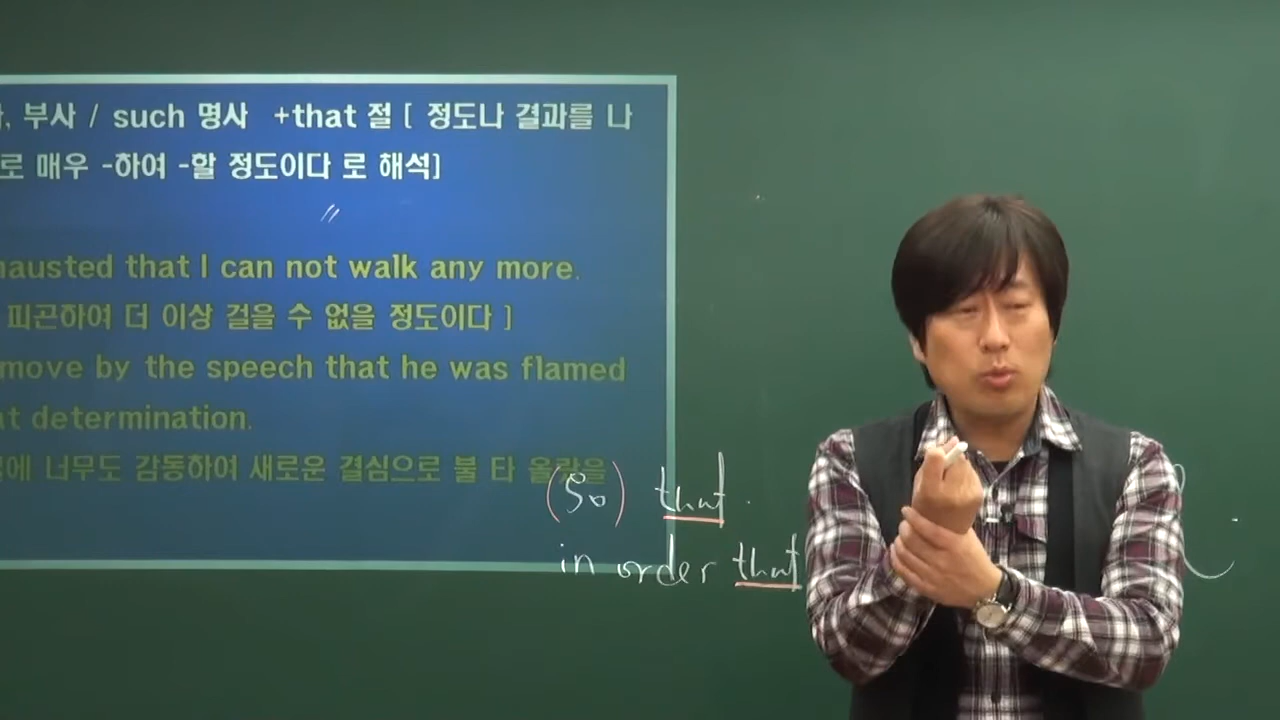 부사 / such 명사 +that 절 [ 정도나 결과를 나
로 매우 -하여 -할 정도이다 로 해석]
hausted that I can not walk any more.
피곤하여 더 이상 걸을 수 없을 정도이다 ]
move by the speech that he was flamed
at determination.
에 너무도 감동하여 새로운 결심으로 불 타 올랐을
(So) that
in order that